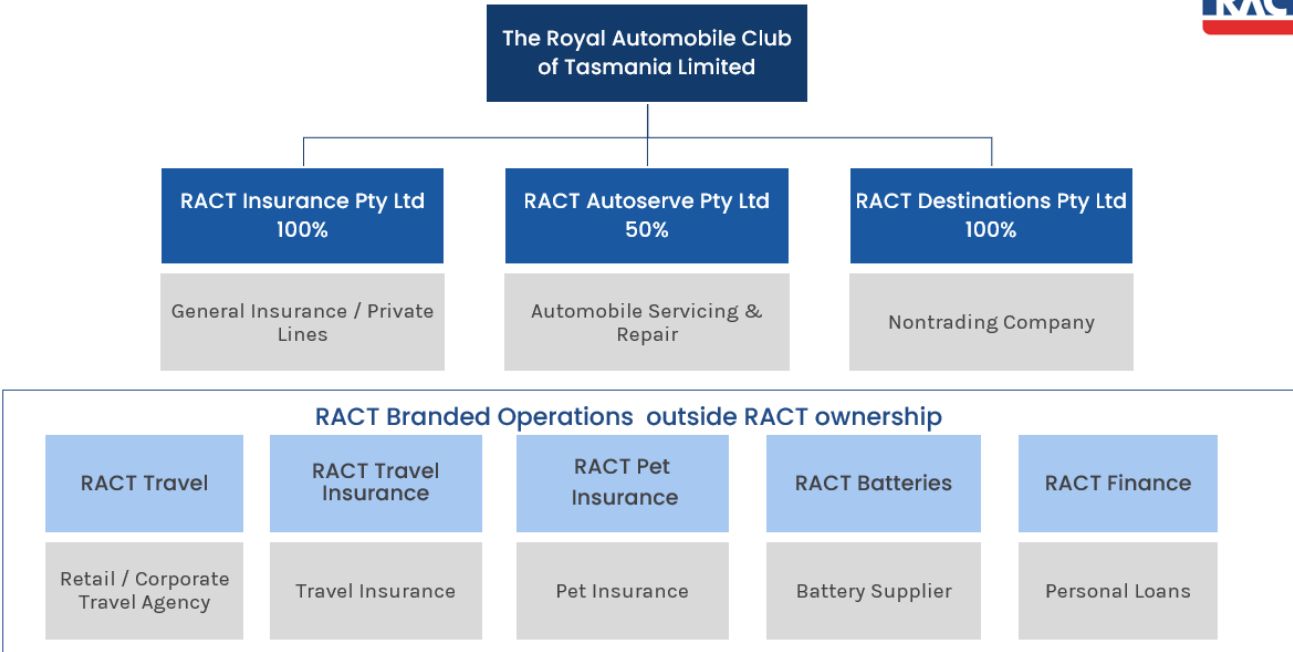 RACT
The Royal Automobile Club
of Tasmania Limited
RACT Insurance Pty Ltd
100%
RACT Autoserve Pty Ltd
50%
RACT Destinations Pty Ltd
100%
General Insurance / Private
Lines
Automobile Servicing &
Repair
Nontrading Company
RACT Branded Operations outside RACT ownership
RACT Travel
RACT Travel
Insurance
RACT Pet
Insurance
RACT Batteries
RACT Finance
Retail / Corporate
Travel Agency
Travel Insurance
Pet Insurance
Battery Supplier
Personal Loans